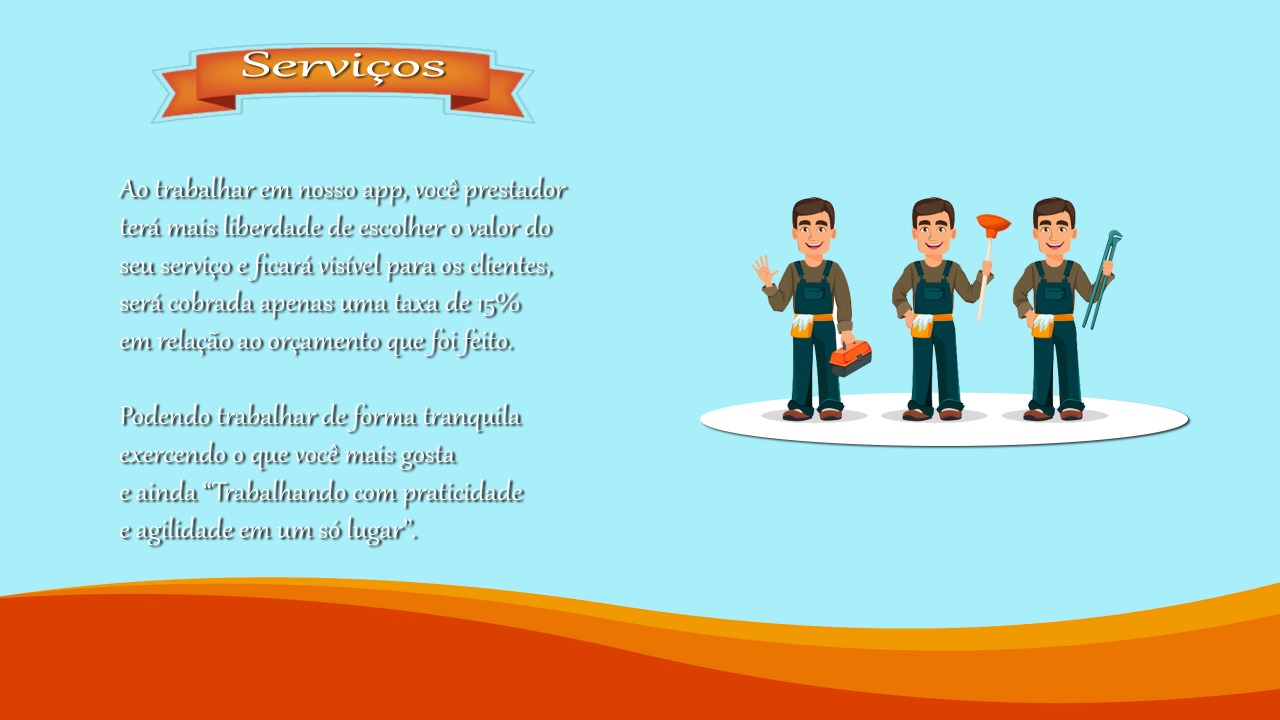 Serviços
Ao trabalhar em nosso app, você prestador
terá mais liberdade de escolher o valor do
seu serviço e ficará visível para os clientes,
será cobrada apenas uma taxa de 15%
em relação ao orçamento que foi feito.
Podendo trabalhar de forma tranquila
exercendo o que você mais gosta
e ainda “Trabalhando com praticidade
e agilidade em um só lugar”.